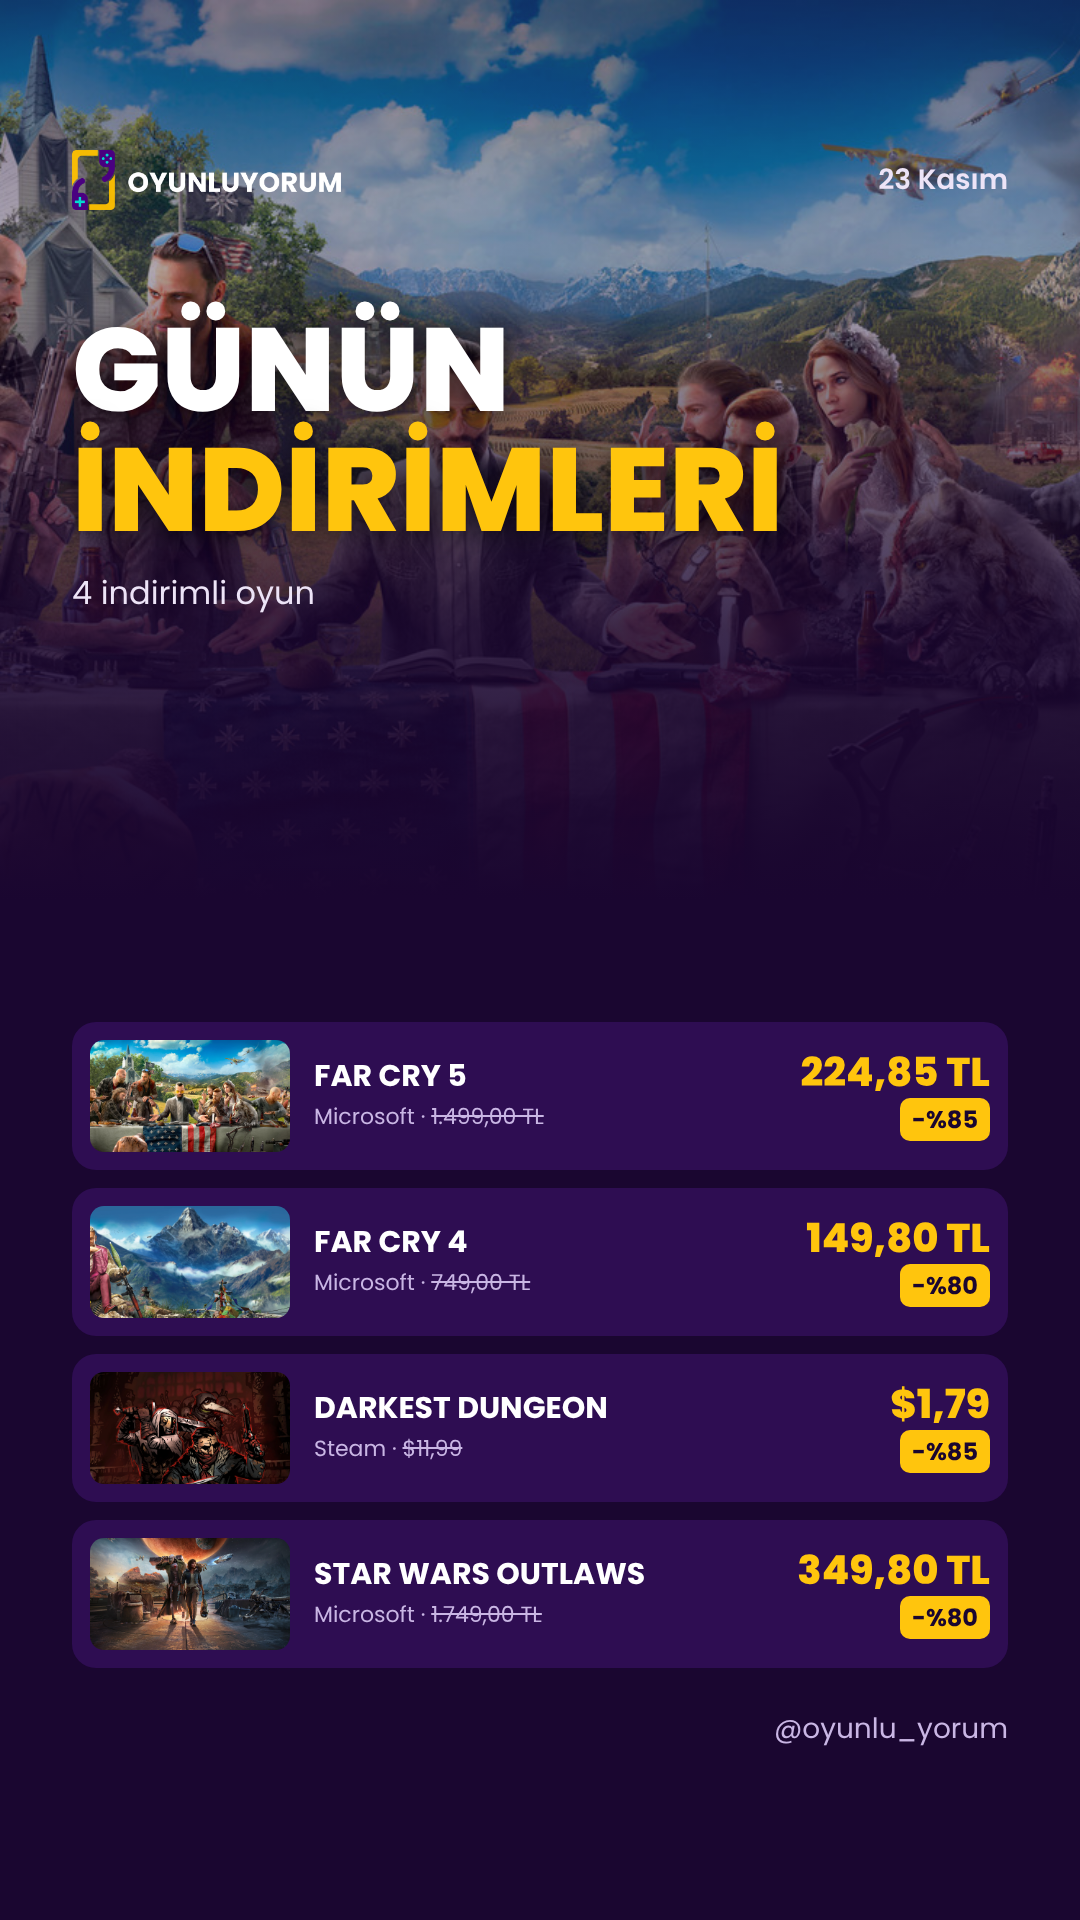 OYUNLUYORUM
23 Kasım
GÜNÜN
İNDİRİMLERİ
4 indirimli oyun
FAR CRY 5
Microsoft · 1.499,00 TL
224,85 TL
-%85
FAR CRY 4
Microsoft · 749,00 TL
149,80 TL
-%80
DARKEST DUNGEON
Steam · $11,99
$1,79
-%85
STAR WARS OUTLAWS
Microsoft · 1.749,00 TL
349,80 TL
-%80
@oyunlu_yorum